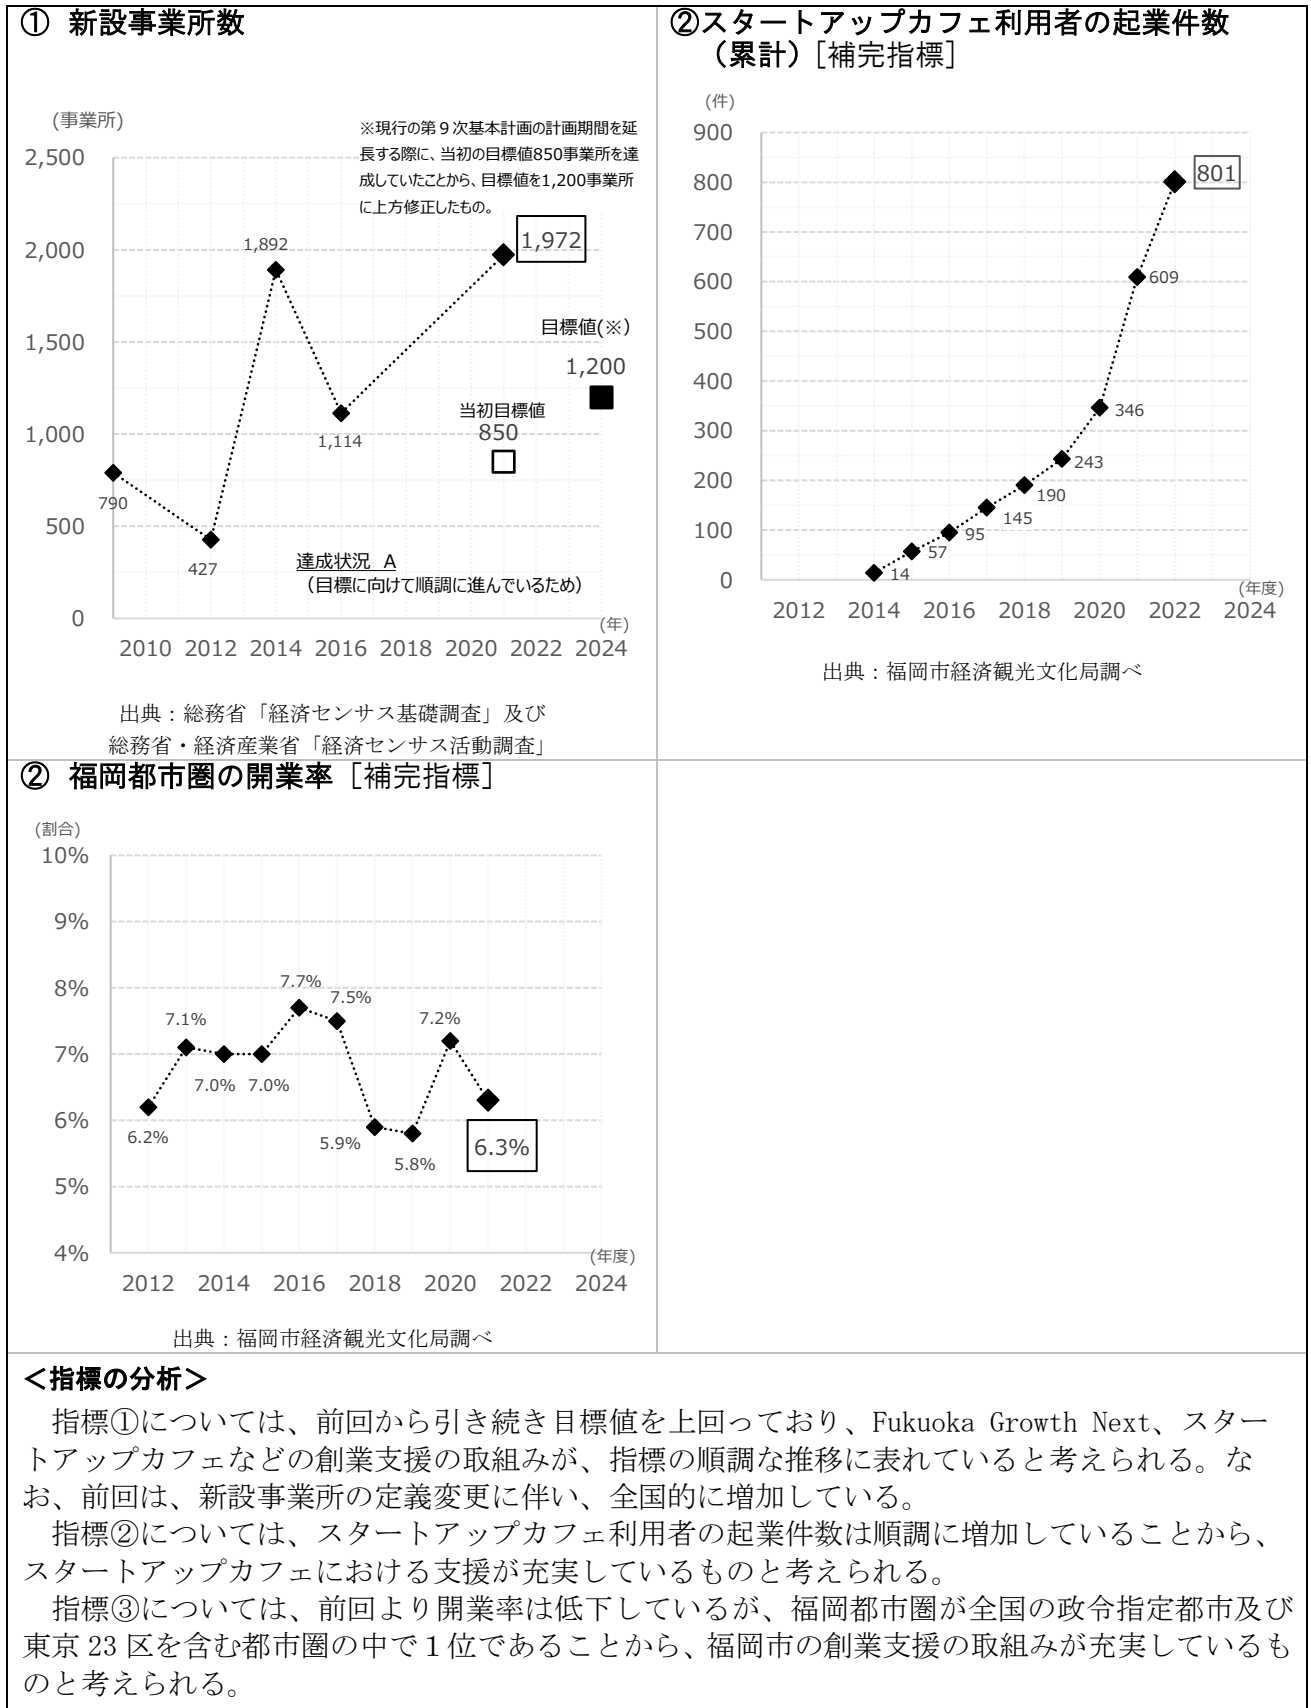 ① 新設事業所数
(事業所)
※現行の第９次基本計画の計画期間を延
長する際に、当初の目標値850事業所を達
成していたことから、目標値を1,200事業所
に上方修正したもの。
2,500
2,000
1,500
1,000
500
0
790
427
1,892
1,114
1,972
目標値(※)
1,200
当初目標値
850
達成状況 A
（目標に向けて順調に進んでいるため）
(年)
2010 2012 2014 2016 2018 2020 2022 2024
出典：総務省「経済センサス基礎調査」及び
総務省・経済産業省「経済センサス活動調査」
②スタートアップカフェ利用者の起業件数
（累計）［補完指標］
(件)
900
800
700
600
500
400
300
200
100
0
14
57
95
145
190
243
346
609
801
(年度)
2012 2014 2016 2018 2020 2022 2024
出典：福岡市経済観光文化局調べ
② 福岡都市圏の開業率［補完指標］
(割合)
10%
9%
8%
7%
6%
5%
4%
6.2%
7.1%
7.0%
7.0%
7.7%
7.5%
5.9%
5.8%
7.2%
6.3%
(年度)
2012 2014 2016 2018 2020 2022 2024
出典：福岡市経済観光文化局調べ
＜指標の分析＞
指標①については、前回から引き続き目標値を上回っており、Fukuoka Growth Next、スター
トアップカフェなどの創業支援の取組みが、指標の順調な推移に表れていると考えられる。な
お、前回は、新設事業所の定義変更に伴い、全国的に増加している。
指標②については、スタートアップカフェ利用者の起業件数は順調に増加していることから、
スタートアップカフェにおける支援が充実しているものと考えられる。
指標③については、前回より開業率は低下しているが、福岡都市圏が全国の政令指定都市及び
東京 23 区を含む都市圏の中で１位であることから、福岡市の創業支援の取組みが充実しているも
のと考えられる。